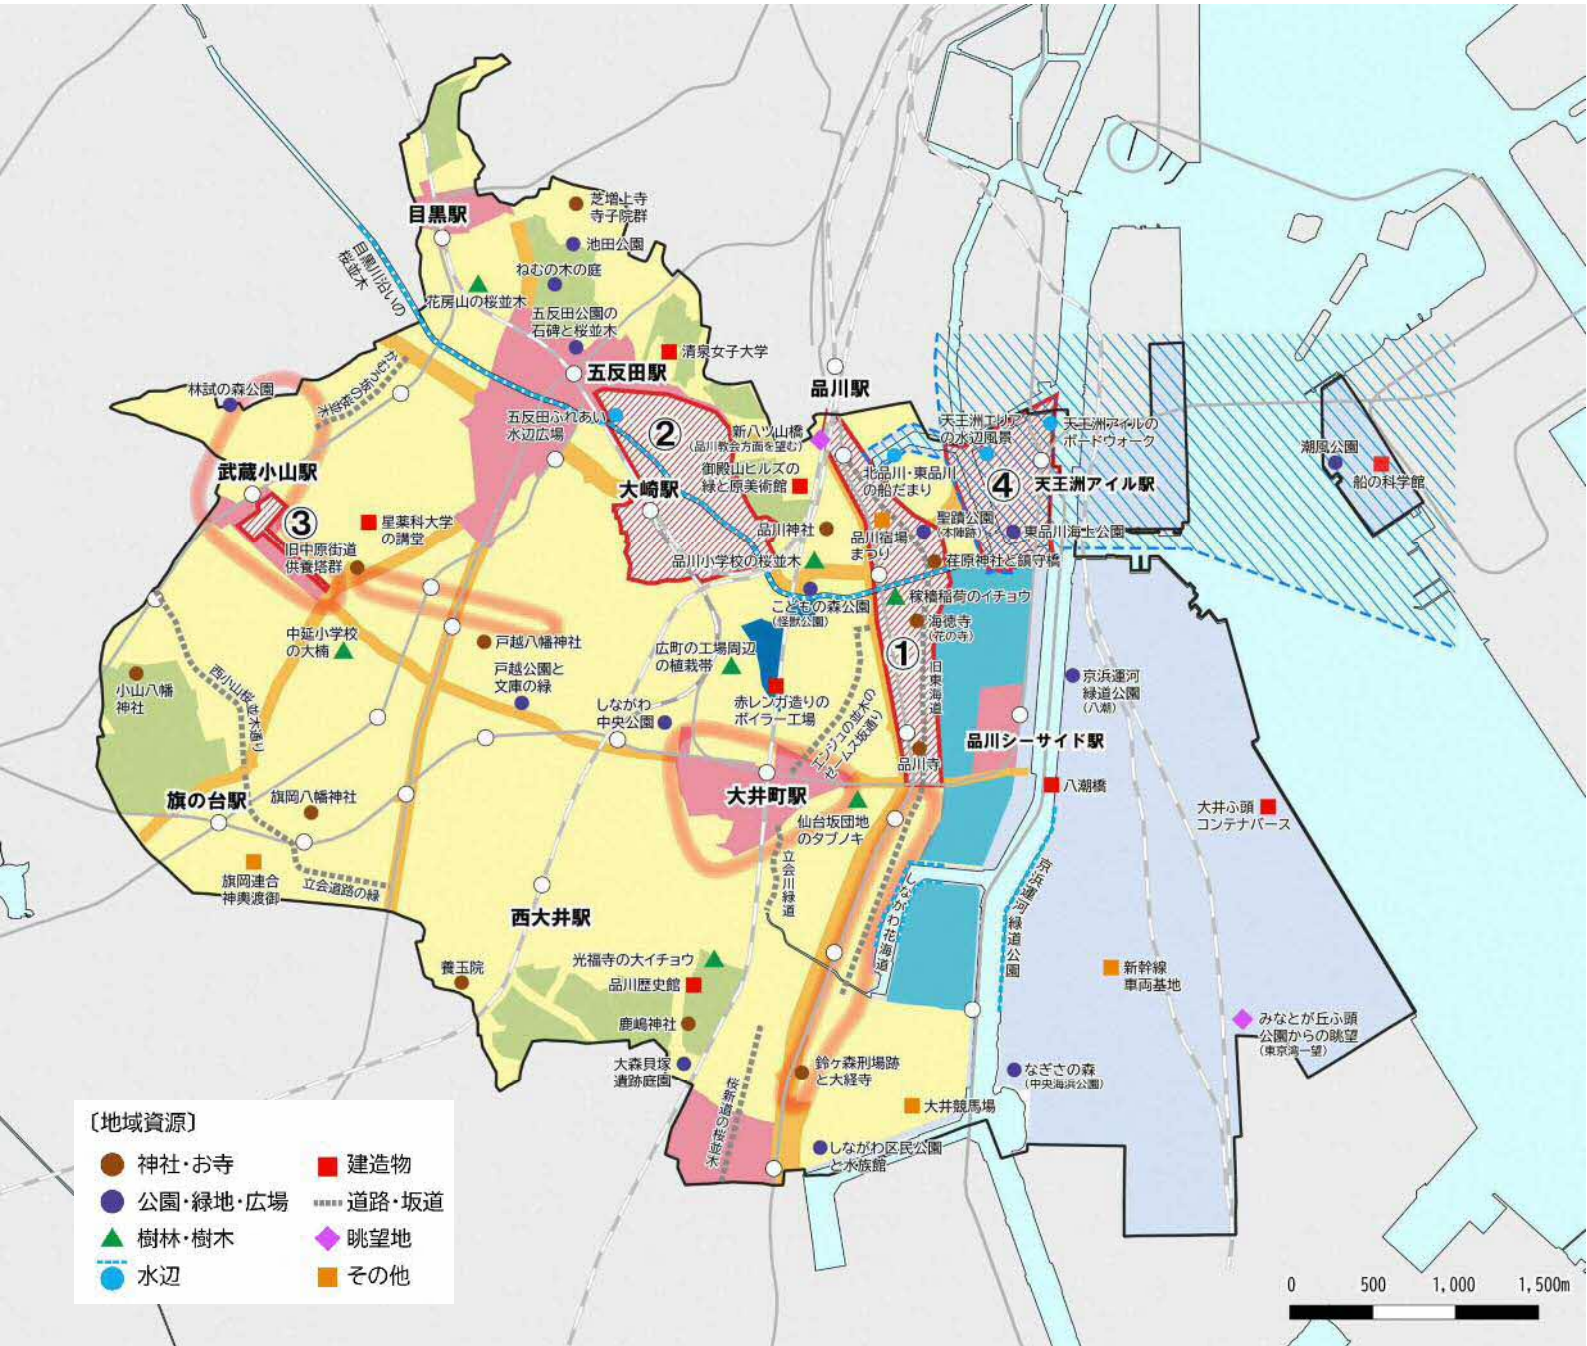 目黒駅
芝増上寺
寺子院群
池田公園
目黒川沿いの
桜並木
ねむの木の庭
花房山の桜並木
五反田公園の
石碑と桜並木
清泉女子大学
かむろ坂の桜並木
五反田駅
品川駅
林試の森公園
五反田ふれあい
水辺広場
②
新八ツ山橋
(品川教会方面を望む)
天王洲エリア
の水辺風景
天王洲アイルの
ボードウォーク
潮風公園
船の科学館
武蔵小山駅
大崎駅
御殿山ヒルズの
緑と原美術館
北品川・東品川
の船だまり
④
天王洲アイル駅
③
星薬科大学
の講堂
品川神社
品川宿場
まつり
聖蹟公園
(本陣跡)
東品川海上公園
旧中原街道
供養塔群
品川小学校の桜並木
荏原神社と鎮守橋
こどもの森公園
(怪獣公園)
稼穡稲荷のイチョウ
海徳寺
(花の寺)
中延小学校
の大楠
戸越八幡神社
広町の工場周辺
の植栽帯
①
旧東海道
小山八幡
神社
西小山桜並木通り
戸越公園と
文庫の緑
しながわ
中央公園
赤レンガ造りの
ボイラー工場
エンジュの並木の
ゼームス坂通り
京浜運河
緑道公園
(八潮)
品川シーサイド駅
品川寺
旗の台駅
旗岡八幡神社
大井町駅
八潮橋
大井ふ頭
コンテナバース
仙台坂団地
のタブノキ
旗岡連合
神輿渡御
立会道路の緑
立会川緑道
しながわ花海道
京浜運河緑道公園
西大井駅
養玉院
光福寺の大イチョウ
品川歴史館
新幹線
車両基地
鹿嶋神社
みなとが丘ふ頭
公園からの眺望
(東京湾一望)
大森貝塚
遺跡庭園
桜新道の桜並木
鈴ヶ森刑場跡
と大経寺
なぎさの森
(中央海浜公園)
大井競馬場
しながわ区民公園
と水族館
〔地域資源〕
神社・お寺
建造物
公園・緑地・広場
道路・坂道
樹林・樹木
眺望地
水辺
その他
0 500 1,000 1,500m